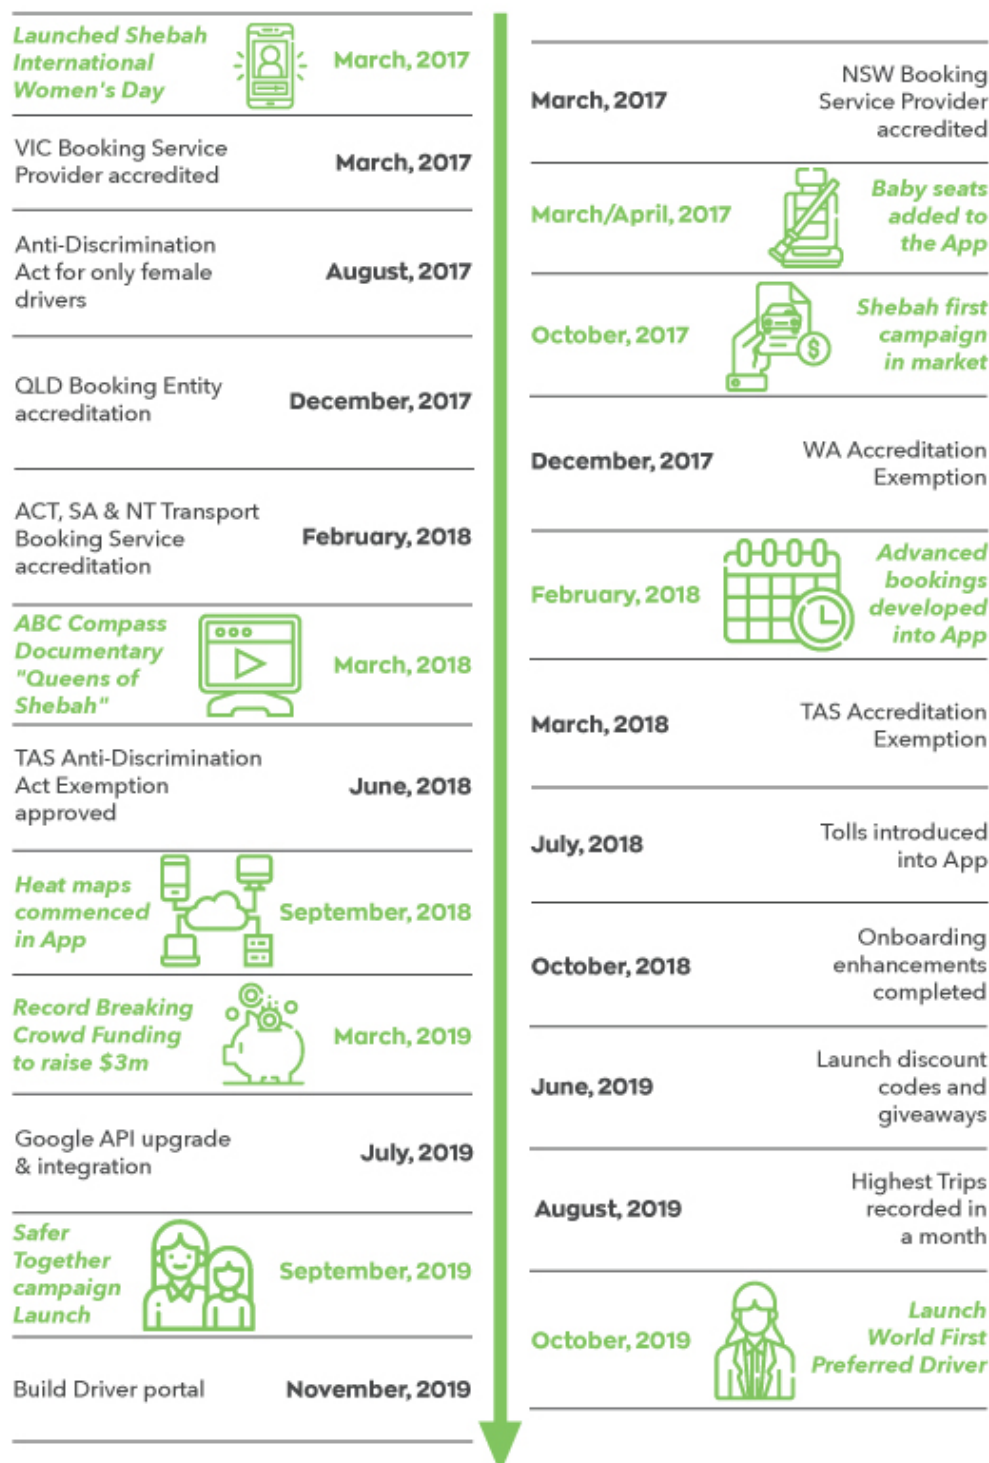 Launched Shebah
International
Women's Day
March, 2017
NSW Booking
Service Provider
accredited
March, 2017
VIC Booking Service
Provider accredited
March, 2017
Baby seats
added to
the App
March/April, 2017
Anti-Discrimination
Act for only female
drivers
August, 2017
Shebah first
campaign
in market
October, 2017
$
QLD Booking Entity
accreditation
December, 2017
WA Accreditation
Exemption
December, 2017
ACT, SA & NT Transport
Booking Service
accreditation
February, 2018
Advanced
bookings
developed
into App
February, 2018
ABC Compass
Documentary
"Queens of
Shebah"
March, 2018
TAS Accreditation
Exemption
March, 2018
TAS Anti-Discrimination
Act Exemption
approved
June, 2018
Tolls introduced
into App
July, 2018
Heat maps
commenced
in App
September, 2018
Onboarding
enhancements
completed
October, 2018
Record Breaking
Crowd Funding
to raise $3m
March, 2019
Launch discount
codes and
giveaways
June, 2019
Google API upgrade
& integration
July, 2019
Highest Trips
recorded in
a month
August, 2019
Safer
Together
campaign
Launch
September, 2019
Launch
World First
Preferred Driver
October, 2019
Build Driver portal
November, 2019